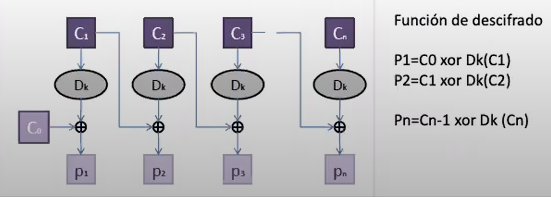 C1 C2 C3 Cn
Dk Dk Dk Dk
C0
p1 p2 p3 pn
Función de descifrado
P1=C0 xor Dk(C1)
P2=C1 xor Dk(C2)
Pn=Cn-1 xor Dk (Cn)